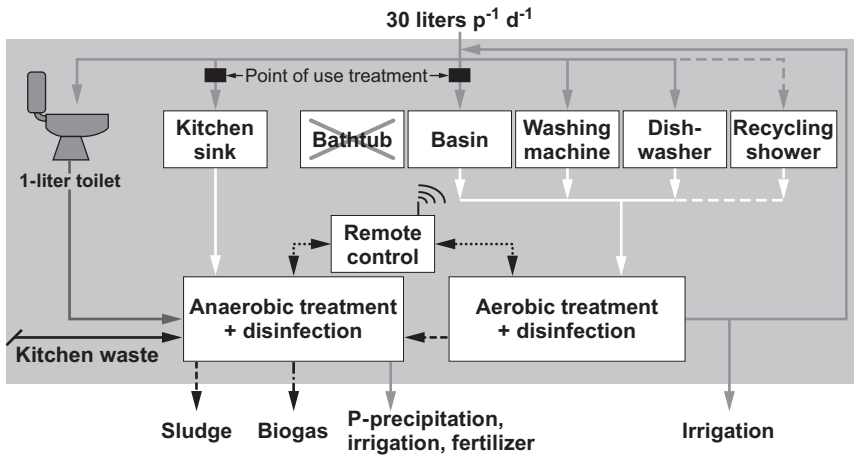 30 liters p⁻¹ d⁻¹
Point of use treatment
Kitchen
sink
Bathtub
Basin
Washing
machine
Dish-
washer
Recycling
shower
1-liter toilet
Remote
control
Anaerobic treatment
+ disinfection
Aerobic treatment
+ disinfection
Kitchen waste
Sludge
Biogas
P-precipitation,
irrigation, fertilizer
Irrigation